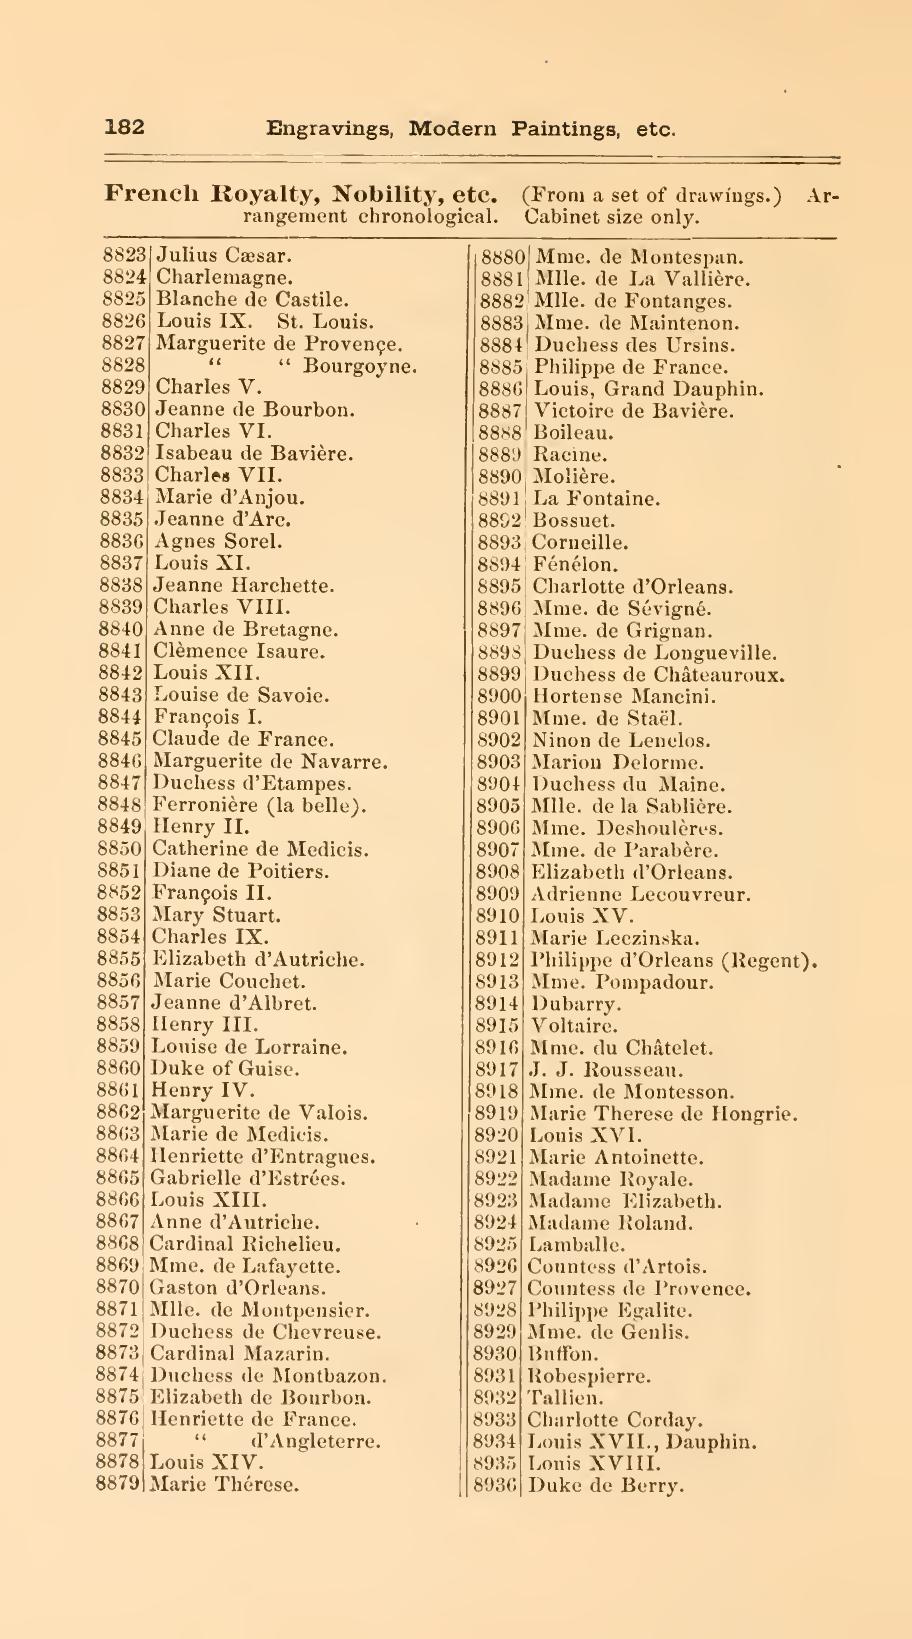 182 Engravings, Modern Paintings, etc.
French Royalty, Nobility, etc. (From a set of drawings.) Ar-
rangement chronological. Cabinet size only.
8823 Julius Cæsar.
8824 Charlemagne.
8825 Blanche de Castile.
8826 Louis IX. St. Louis.
8827 Marguerite de Provençe.
8828 “ “ Bourgoyne.
8829 Charles V.
8830 Jeanne de Bourbon.
8831 Charles VI.
8832 Isabeau de Bavière.
8833 Charles VII.
8834 Marie d'Anjou.
8835 Jeanne d'Arc.
8836 Agnes Sorel.
8837 Louis XI.
8838 Jeanne Harchette.
8839 Charles VIII.
8840 Anne de Bretagne.
8841 Clèmence Isaure.
8842 Louis XII.
8843 Louise de Savoie.
8844 François I.
8845 Claude de France.
8846 Marguerite de Navarre.
8847 Duchess d'Etampes.
8848 Ferronière (la belle).
8849 Henry II.
8850 Catherine de Medicis.
8851 Diane de Poitiers.
8852 François II.
8853 Mary Stuart.
8854 Charles IX.
8855 Elizabeth d'Autriche.
8856 Marie Couchet.
8857 Jeanne d'Albret.
8858 Henry III.
8859 Louise de Lorraine.
8860 Duke of Guise.
8861 Henry IV.
8862 Marguerite de Valois.
8863 Marie de Medicis.
8864 Henriette d'Entragues.
8865 Gabrielle d'Estrées.
8866 Louis XIII.
8867 Anne d'Autriche.
8868 Cardinal Richelieu.
8869 Mme. de Lafayette.
8870 Gaston d'Orleans.
8871 Mlle. de Montpensier.
8872 Duchess de Chevreuse.
8873 Cardinal Mazarin.
8874 Duchess de Montbazon.
8875 Elizabeth de Bourbon.
8876 Henriette de France.
8877 “ d'Angleterre.
8878 Louis XIV.
8879 Marie Thérese.
8880 Mme. de Montespan.
8881 Mlle. de La Vallière.
8882 Mlle. de Fontanges.
8883 Mme. de Maintenon.
8884 Duchess des Ursins.
8885 Philippe de France.
8886 Louis, Grand Dauphin.
8887 Victoire de Bavière.
8888 Boileau.
8889 Racine.
8890 Molière.
8891 La Fontaine.
8892 Bossuet.
8893 Corneille.
8894 Fénélon.
8895 Charlotte d'Orleans.
8896 Mme. de Sévigné.
8897 Mme. de Grignan.
8898 Duchess de Longueville.
8899 Duchess de Châteauroux.
8900 Hortense Mancini.
8901 Mme. de Staël.
8902 Ninon de Lenclos.
8903 Marion Delorme.
8904 Duchess du Maine.
8905 Mlle. de la Sablière.
8906 Mme. Deshoulères.
8907 Mme. de Parabère.
8908 Elizabeth d'Orleans.
8909 Adrienne Lecouvreur.
8910 Louis XV.
8911 Marie Leczinska.
8912 Philippe d'Orleans (Regent).
8913 Mme. Pompadour.
8914 Dubarry.
8915 Voltaire.
8916 Mme. du Châtelet.
8917 J. J. Rousseau.
8918 Mme. de Montesson.
8919 Marie Therese de Hongrie.
8920 Louis XVI.
8921 Marie Antoinette.
8922 Madame Royale.
8923 Madame Elizabeth.
8924 Madame Roland.
8925 Lamballe.
8926 Countess d'Artois.
8927 Countess de Provence.
8928 Philippe Egalite.
8929 Mme. de Genlis.
8930 Buffon.
8931 Robespierre.
8932 Tallien.
8933 Charlotte Corday.
8934 Louis XVII., Dauphin.
8935 Louis XVIII.
8936 Duke de Berry.